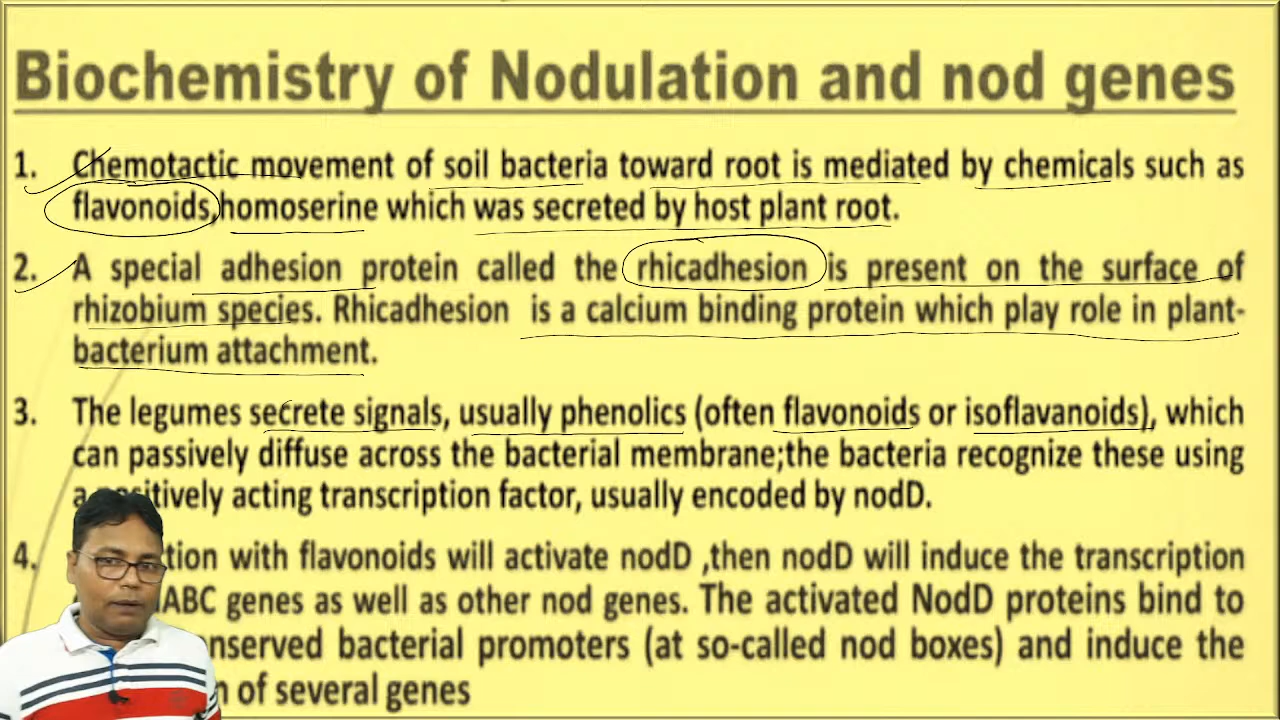 Biochemistry of Nodulation and nod genes
1. Chemotactic movement of soil bacteria toward root is mediated by chemicals such as
flavonoids,homoserine which was secreted by host plant root.
2. A special adhesion protein called the rhicadhesion is present on the surface of
rhizobium species. Rhicadhesion is a calcium binding protein which play role in plant-
bacterium attachment.
3. The legumes secrete signals, usually phenolics (often flavonoids or isoflavanoids), which
can passively diffuse across the bacterial membrane;the bacteria recognize these using
a positively acting transcription factor, usually encoded by nodD.
4. with flavonoids will activate nodD ,then nodD will induce the transcription
ABC genes as well as other nod genes. The activated NodD proteins bind to
bacterial promoters (at so-called nod boxes) and induce the
of several genes